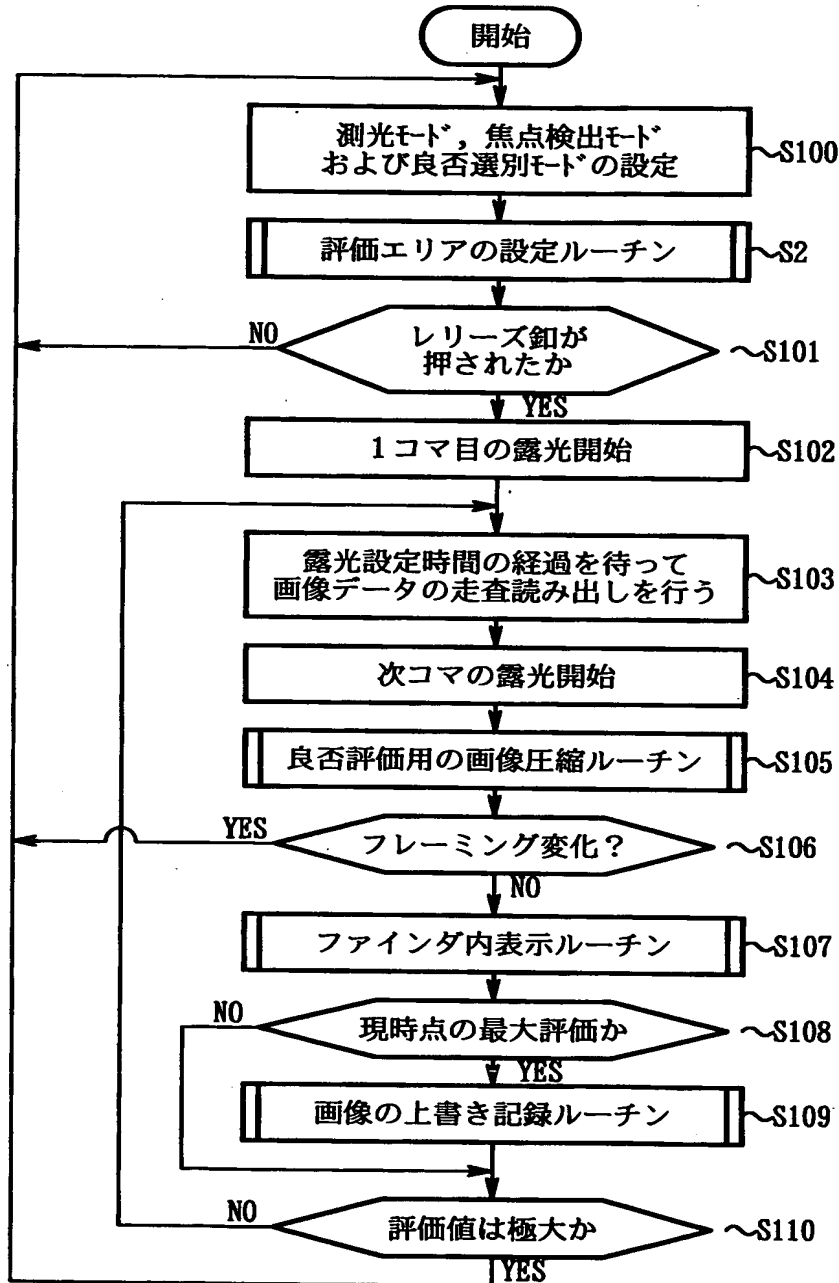 開始
測光モード,焦点検出モード
および良否選別モードの設定
~S100
評価エリアの設定ルーチン
~S2
NO
レリーズ釦が
押されたか
~S101
YES
1コマ目の露光開始
~S102
露光設定時間の経過を待って
画像データの走査読み出しを行う
~S103
次コマの露光開始
~S104
良否評価用の画像圧縮ルーチン
~S105
YES
フレーミング変化?
~S106
NO
ファインダ内表示ルーチン
~S107
NO
現時点の最大評価か
~S108
YES
画像の上書き記録ルーチン
~S109
NO
評価値は極大か
~S110
YES